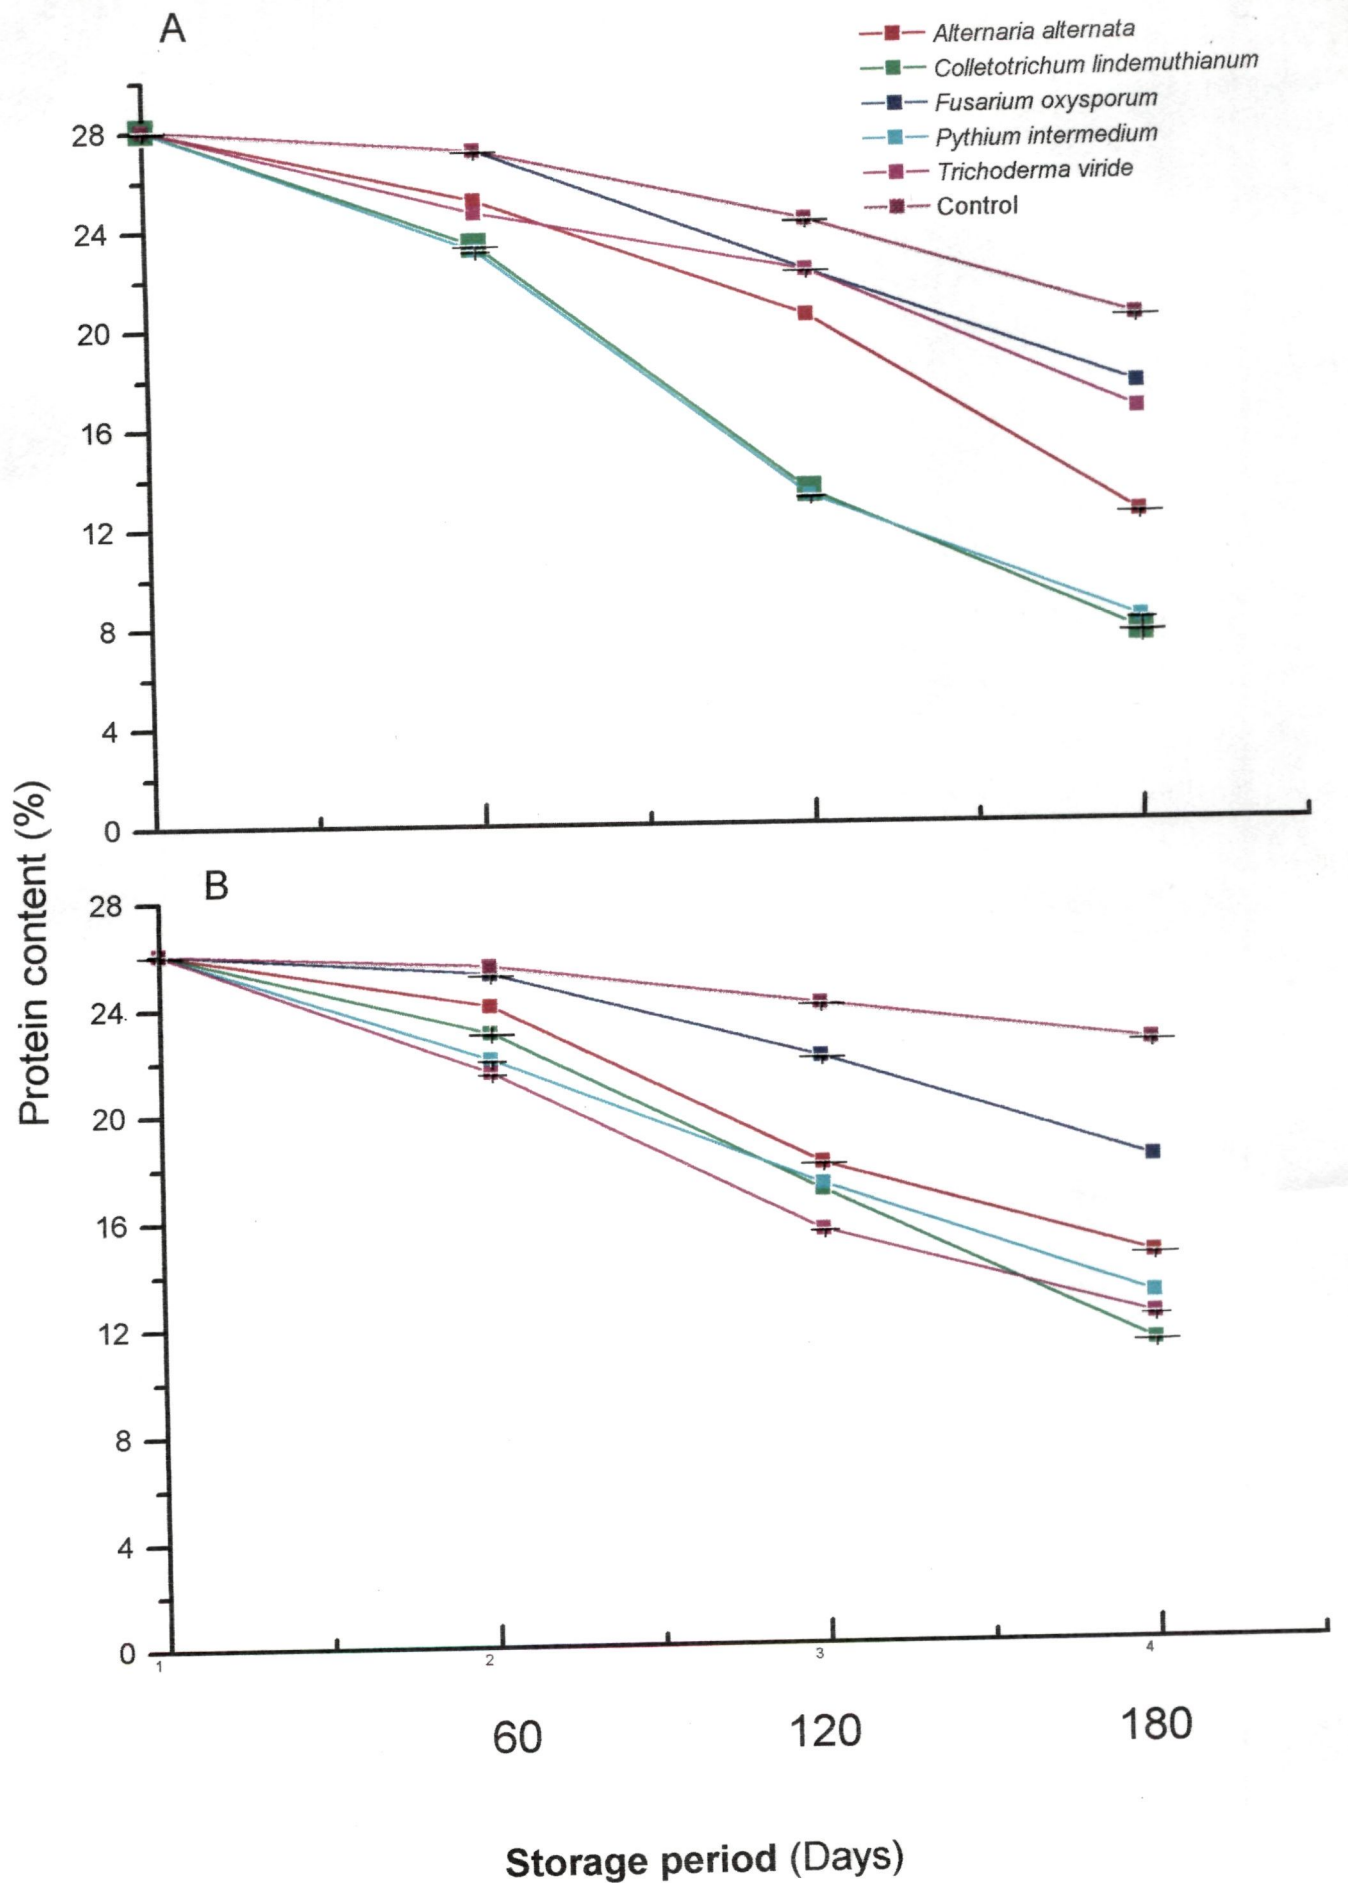 A
Alternaria alternata
Colletotrichum lindemuthianum
Fusarium oxysporum
Pythium intermedium
Trichoderma viride
Control
28
24
20
16
12
8
4
0
Protein content (%)
B
28
24
20
16
12
8
4
0
1 2 3 4
60 120 180
Storage period (Days)